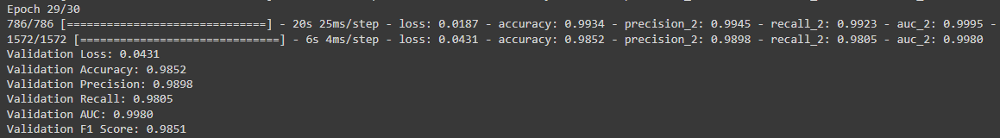 Epoch 29/30
786/786 [==============================] - 20s 25ms/step - loss: 0.0187 - accuracy: 0.9934 - precision_2: 0.9945 - recall_2: 0.9923 - auc_2: 0.9995 -
1572/1572 [==============================] - 6s 4ms/step - loss: 0.0431 - accuracy: 0.9852 - precision_2: 0.9898 - recall_2: 0.9805 - auc_2: 0.9980
Validation Loss: 0.0431
Validation Accuracy: 0.9852
Validation Precision: 0.9898
Validation Recall: 0.9805
Validation AUC: 0.9980
Validation F1 Score: 0.9851